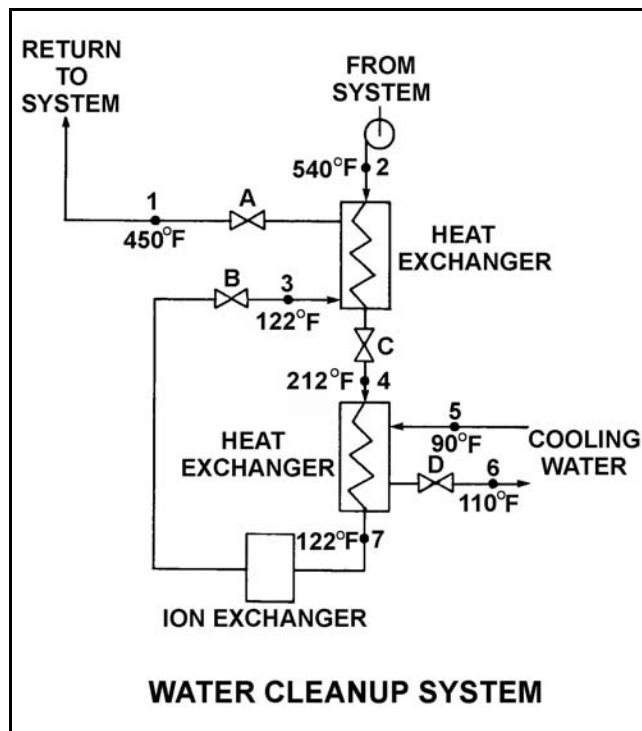 RETURN
TO
SYSTEM
FROM
SYSTEM
540°F
2
1
A
450°F
HEAT
EXCHANGER
B
3
122°F
C
212°F
4
5
90°F
COOLING
WATER
HEAT
EXCHANGER
D
6
110°F
122°F
7
ION EXCHANGER
WATER CLEANUP SYSTEM